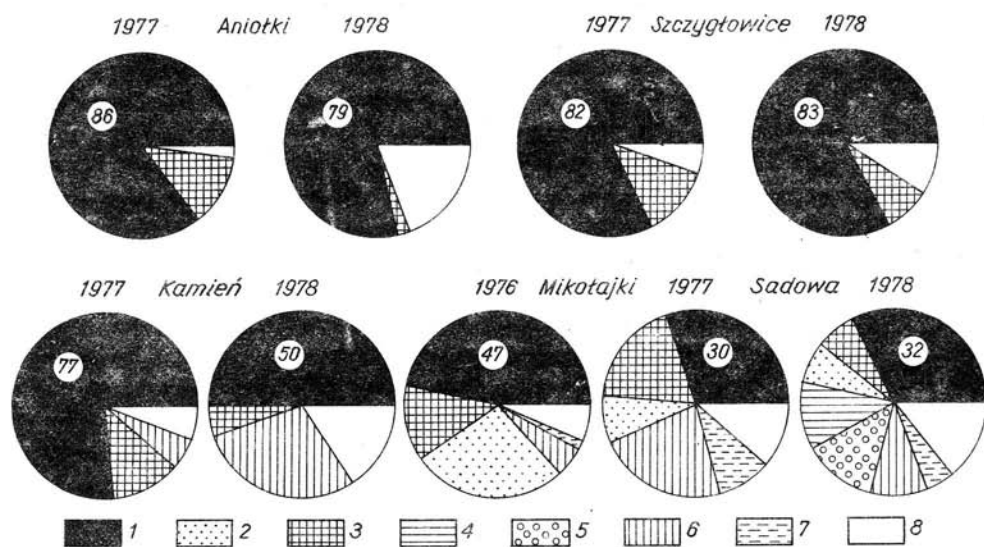 1977 Aniołki 1978 1977 Szczygłowice 1978
86 79 82 83
1977 Kamień 1978 1976 Mikołajki 1977 Sadowa 1978
77 50 47 30 32
1 2 3 4 5 6 7 8